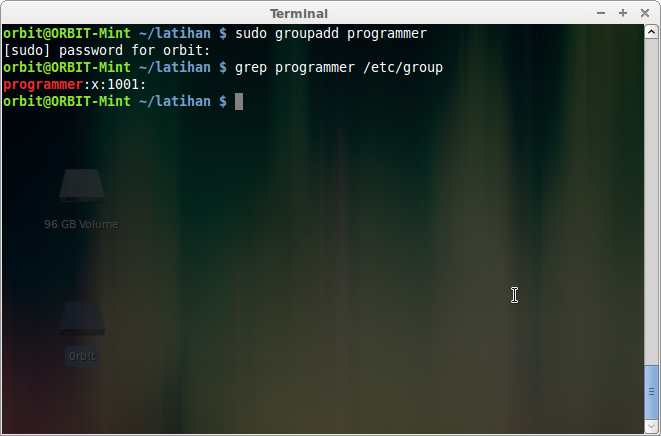 Terminal
orbit@ORBIT-Mint ~/latihan $ sudo groupadd programmer
[sudo] password for orbit:
orbit@ORBIT-Mint ~/latihan $ grep programmer /etc/group
programmer:x:1001:
orbit@ORBIT-Mint ~/latihan $
96 GB Volume
0rb!t